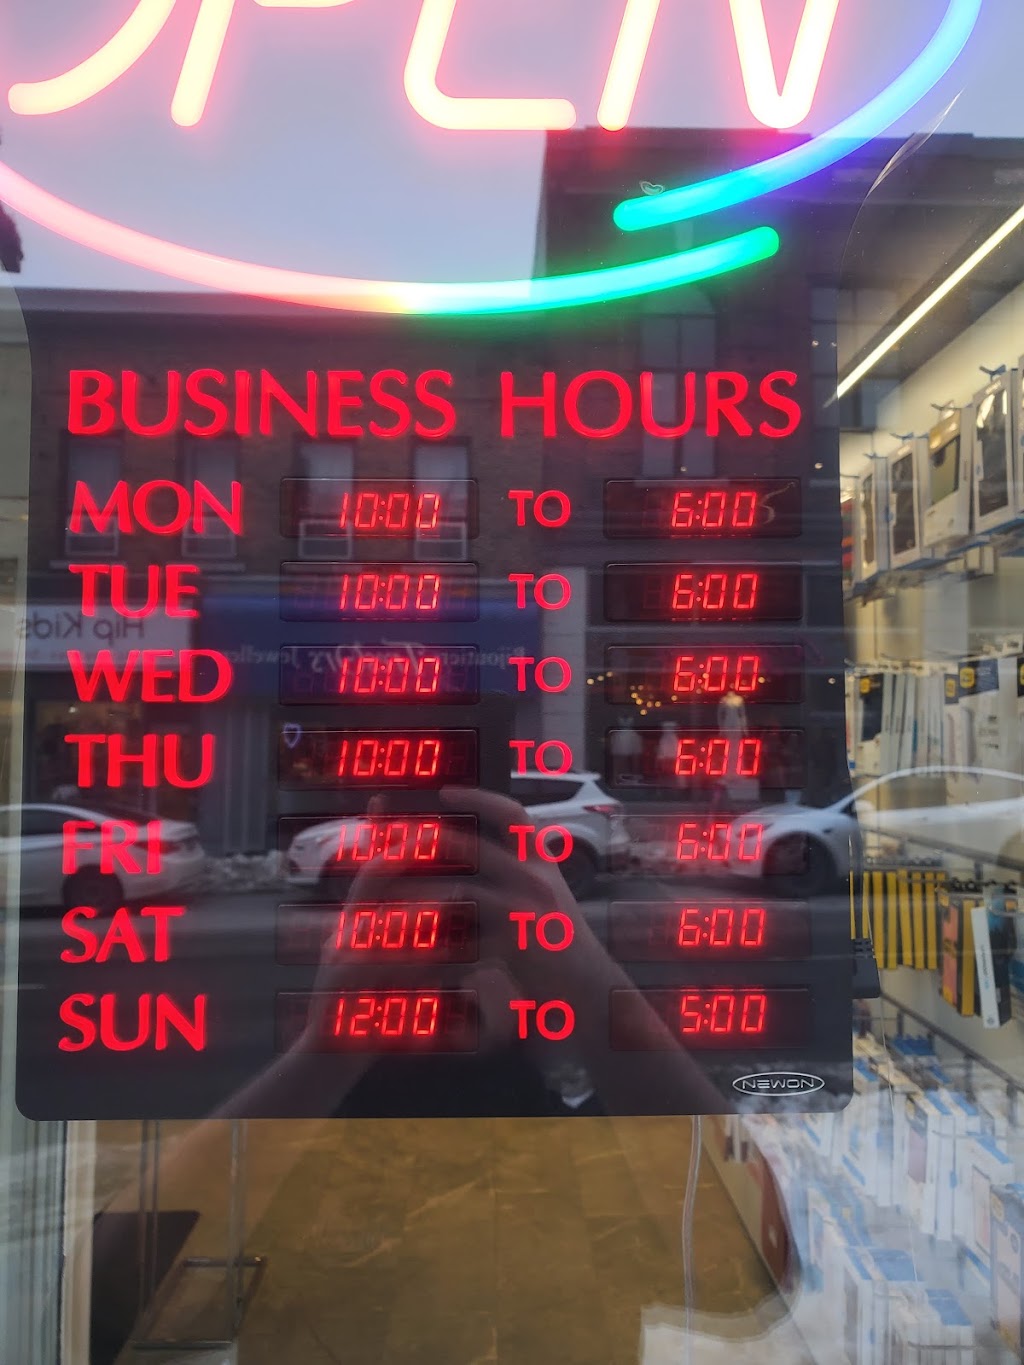 OPEN
BUSINESS HOURS
MON 10:00 TO 6:00
TUE 10:00 TO 6:00
WED 10:00 TO 6:00
THU 10:00 TO 6:00
FRI 10:00 TO 6:00
SAT 10:00 TO 6:00
SUN 12:00 TO 5:00
NEWON
Hip Kids
Bijoutier Jewellers